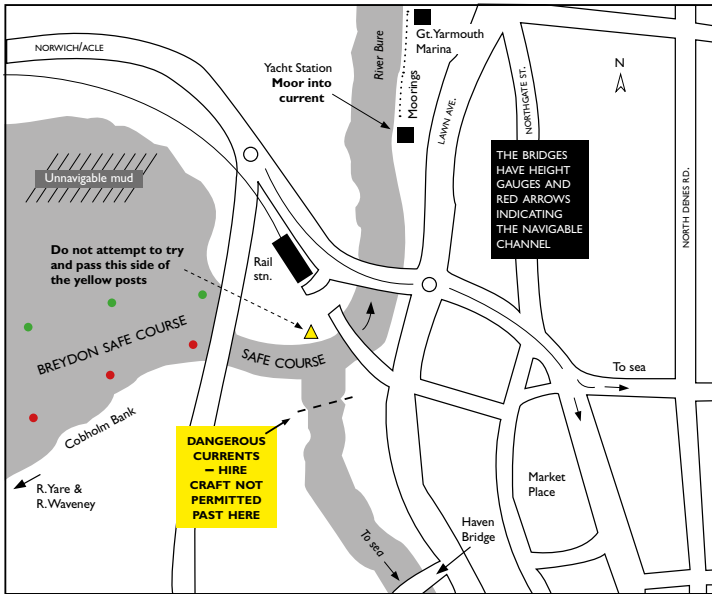 NORWICH/ACLE
River Bure
Gt. Yarmouth
Marina
Yacht Station
Moor into
current
Moorings
LAWN AVE.
NORTHGATE ST.
N
NORTH DENES RD.
THE BRIDGES
HAVE HEIGHT
GAUGES AND
RED ARROWS
INDICATING
THE NAVIGABLE
CHANNEL
Unnavigable mud
Do not attempt to try
and pass this side of
the yellow posts
Rail
stn.
BREYDON SAFE COURSE
SAFE COURSE
To sea
Cobholm Bank
DANGEROUS
CURRENTS
– HIRE
CRAFT NOT
PERMITTED
PAST HERE
R. Yare &
R. Waveney
Market
Place
Haven
Bridge
To sea